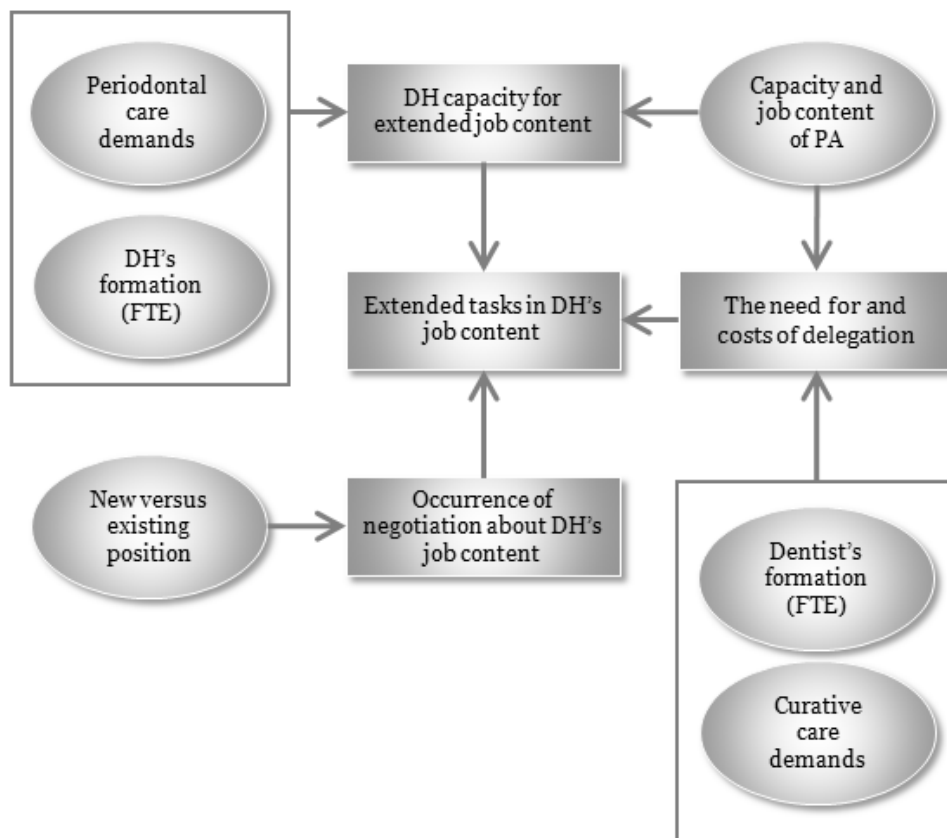 Periodontal
care
demands
DH capacity for
extended job content
Capacity and
job content
of PA
DH's
formation
(FTE)
Extended tasks in DH's
job content
The need for and
costs of delegation
New versus
existing
position
Occurrence of
negotiation about DH's
job content
Dentist's
formation
(FTE)
Curative
care
demands